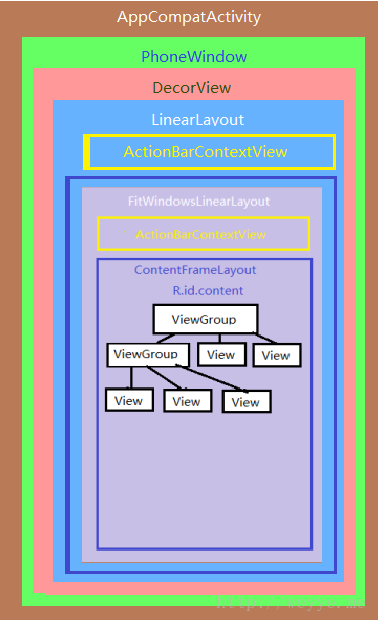 AppCompatActivity
PhoneWindow
DecorView
LinearLayout
ActionBarContextView
FitWindowsLinearLayout
ActionBarContextView
ContentFrameLayout
R.id.content
ViewGroup
ViewGroup View View
View View View